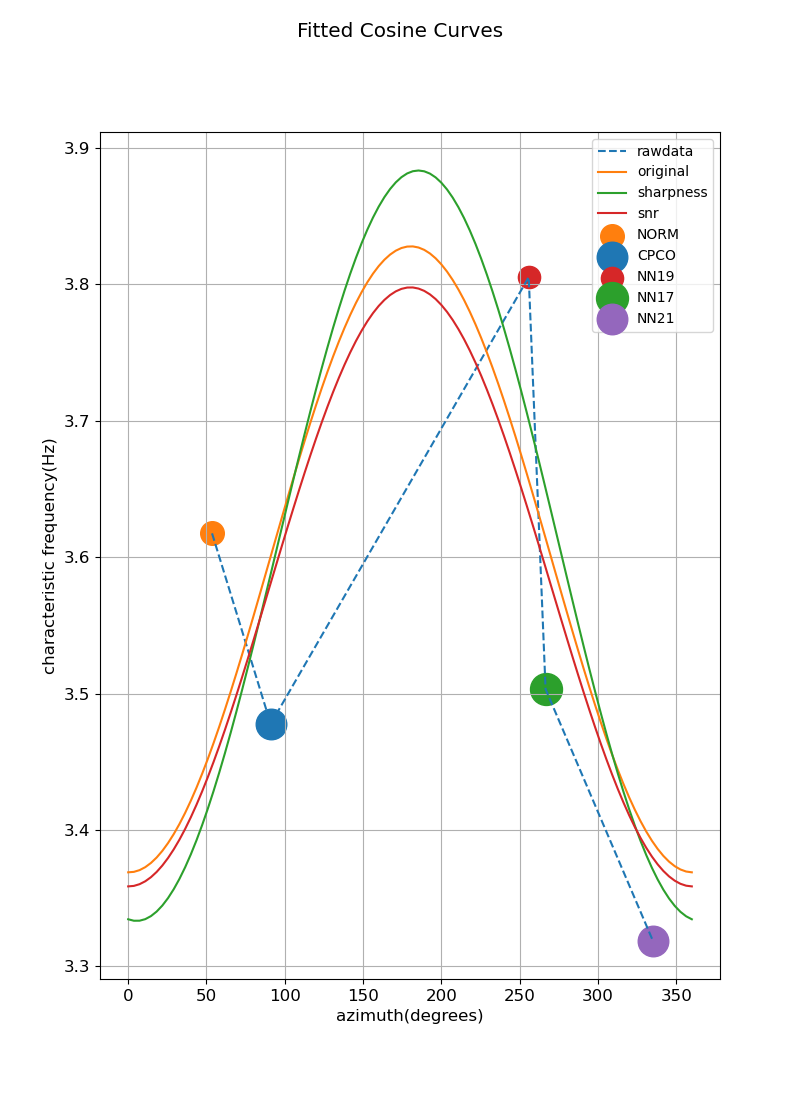 Fitted Cosine Curves
3.9
3.8
3.7
3.6
3.5
3.4
3.3
characteristic frequency(Hz)
rawdata
original
sharpness
snr
NORM
CPCO
NN19
NN17
NN21
0 50 100 150 200 250 300 350
azimuth(degrees)